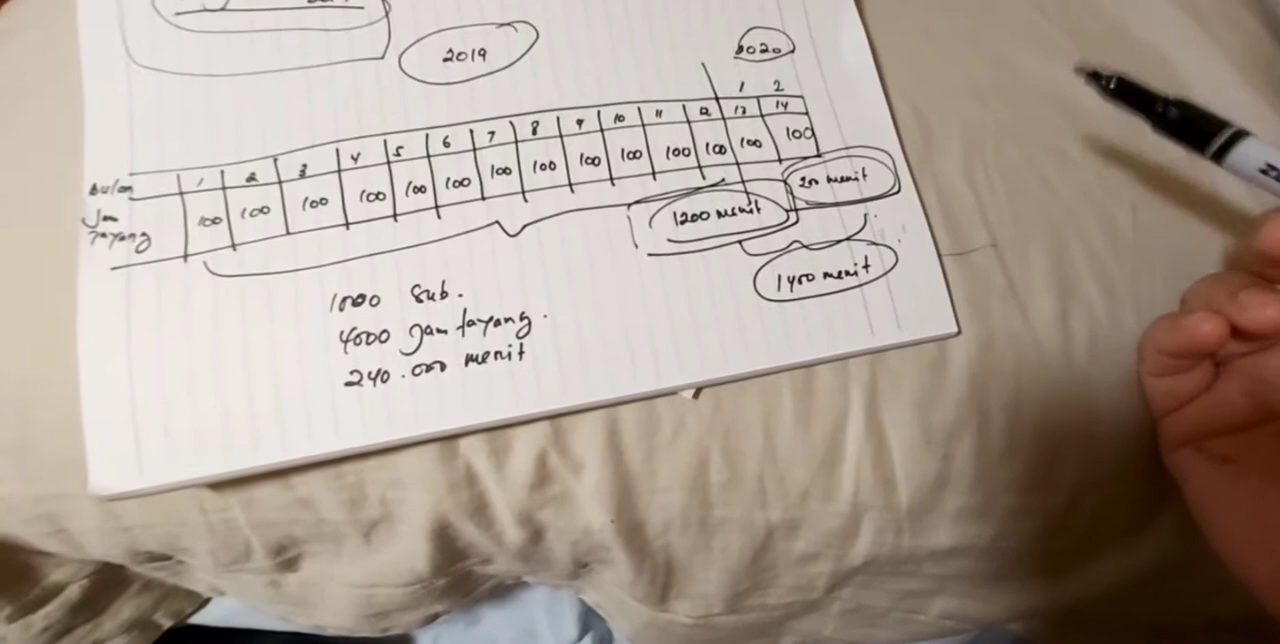 2019
2020
1 2
Bulan 1 2 3 4 5 6 7 8 9 10 11 12 13 14
Jam Tayang 100 100 100 100 100 100 100 100 100 100 100 100 100 100
1200 menit
200 menit
1400 menit
1000 sub.
4000 Jam tayang.
240.000 menit